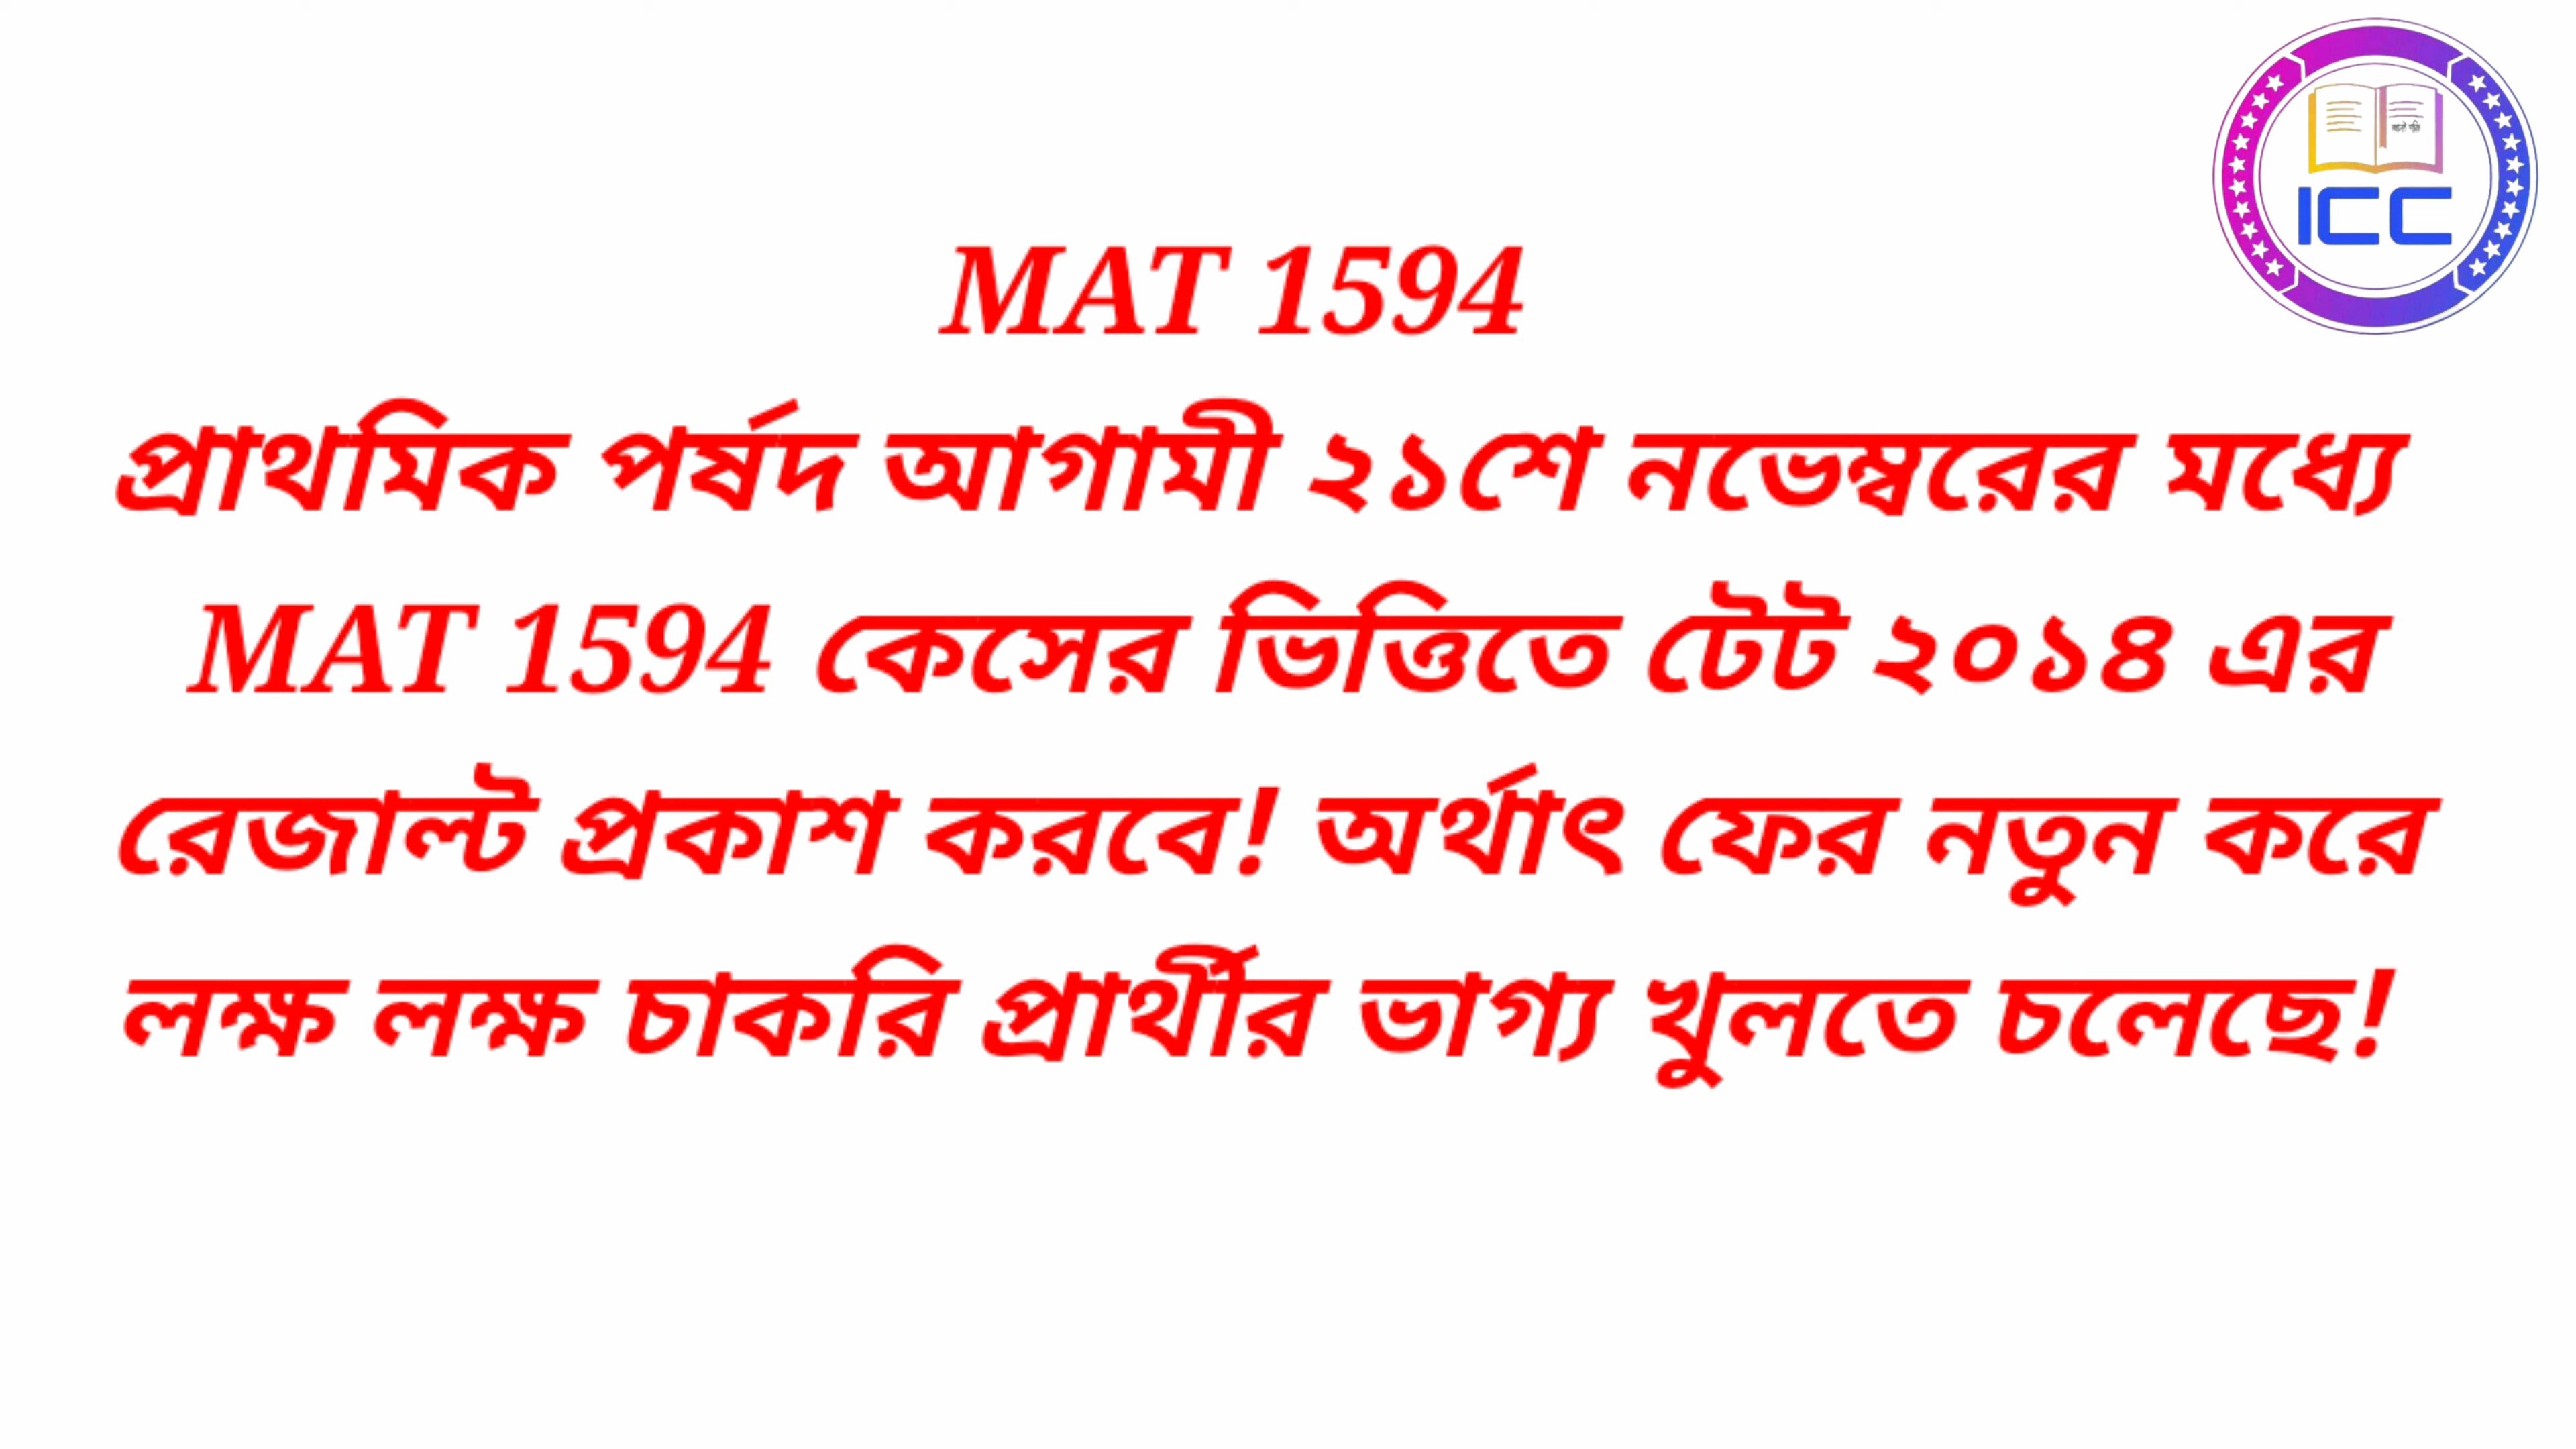 ICC
MAT 1594
প্রাথমিক পর্ষদ আগামী ২১শে নভেম্বরের মধ্যে
MAT 1594 কেসের ভিত্তিতে টেট ২০১৪ এর
রেজাল্ট প্রকাশ করবে! অর্থাৎ ফের নতুন করে
লক্ষ লক্ষ চাকরি প্রার্থীর ভাগ্য খুলতে চলেছে!